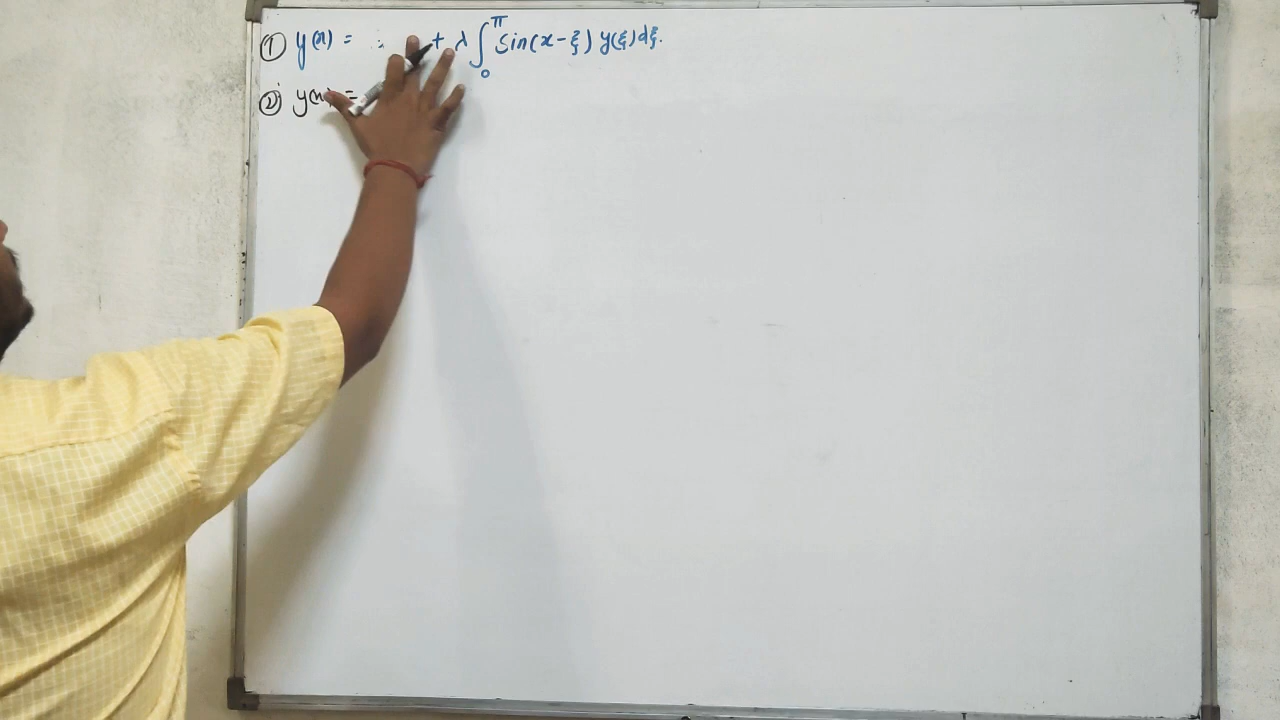 ① y(x) = + λ ∫₀^π Sin(x-ξ) y(ξ)dξ.
② y(x) =